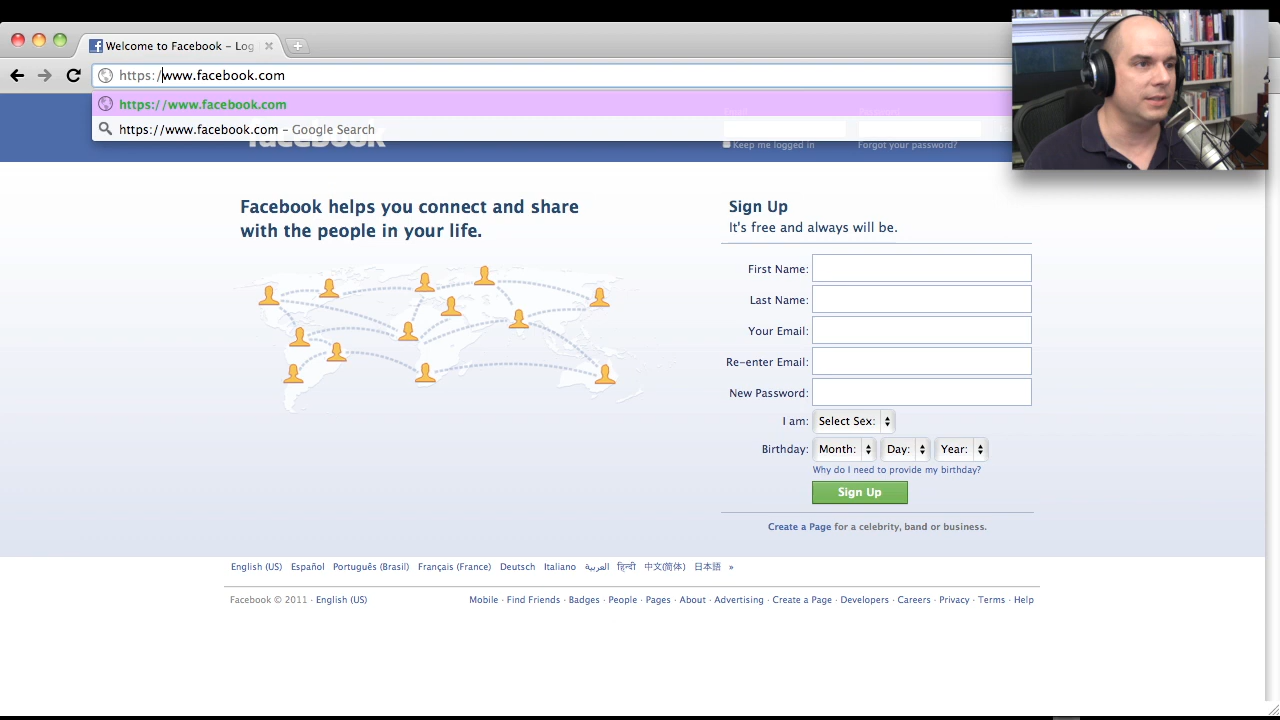 Welcome to Facebook – Log
https:/www.facebook.com
https://www.facebook.com
https://www.facebook.com – Google Search
facebook
Email
Password
Keep me logged in
Forgot your password?
Facebook helps you connect and share
with the people in your life.
Sign Up
It's free and always will be.
First Name:
Last Name:
Your Email:
Re-enter Email:
New Password:
I am: Select Sex:
Birthday: Month: Day: Year:
Why do I need to provide my birthday?
Sign Up
Create a Page for a celebrity, band or business.
English (US) Español Português (Brasil) Français (France) Deutsch Italiano العربية हिन्दी 中文(简体) 日本語 »
Facebook © 2011 · English (US)
Mobile · Find Friends · Badges · People · Pages · About · Advertising · Create a Page · Developers · Careers · Privacy · Terms · Help